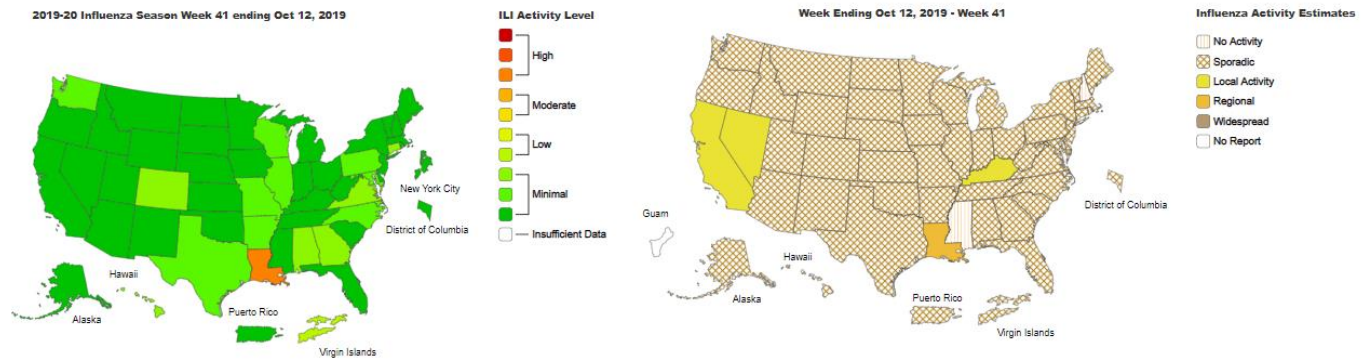 2019-20 Influenza Season Week 41 ending Oct 12, 2019
ILI Activity Level
High
Moderate
Low
Minimal
Insufficient Data
New York City
District of Columbia
Hawaii
Alaska
Puerto Rico
Virgin Islands
Week Ending Oct 12, 2019 - Week 41
Influenza Activity Estimates
No Activity
Sporadic
Local Activity
Regional
Widespread
No Report
District of Columbia
Guam
Hawaii
Alaska
Puerto Rico
Virgin Islands